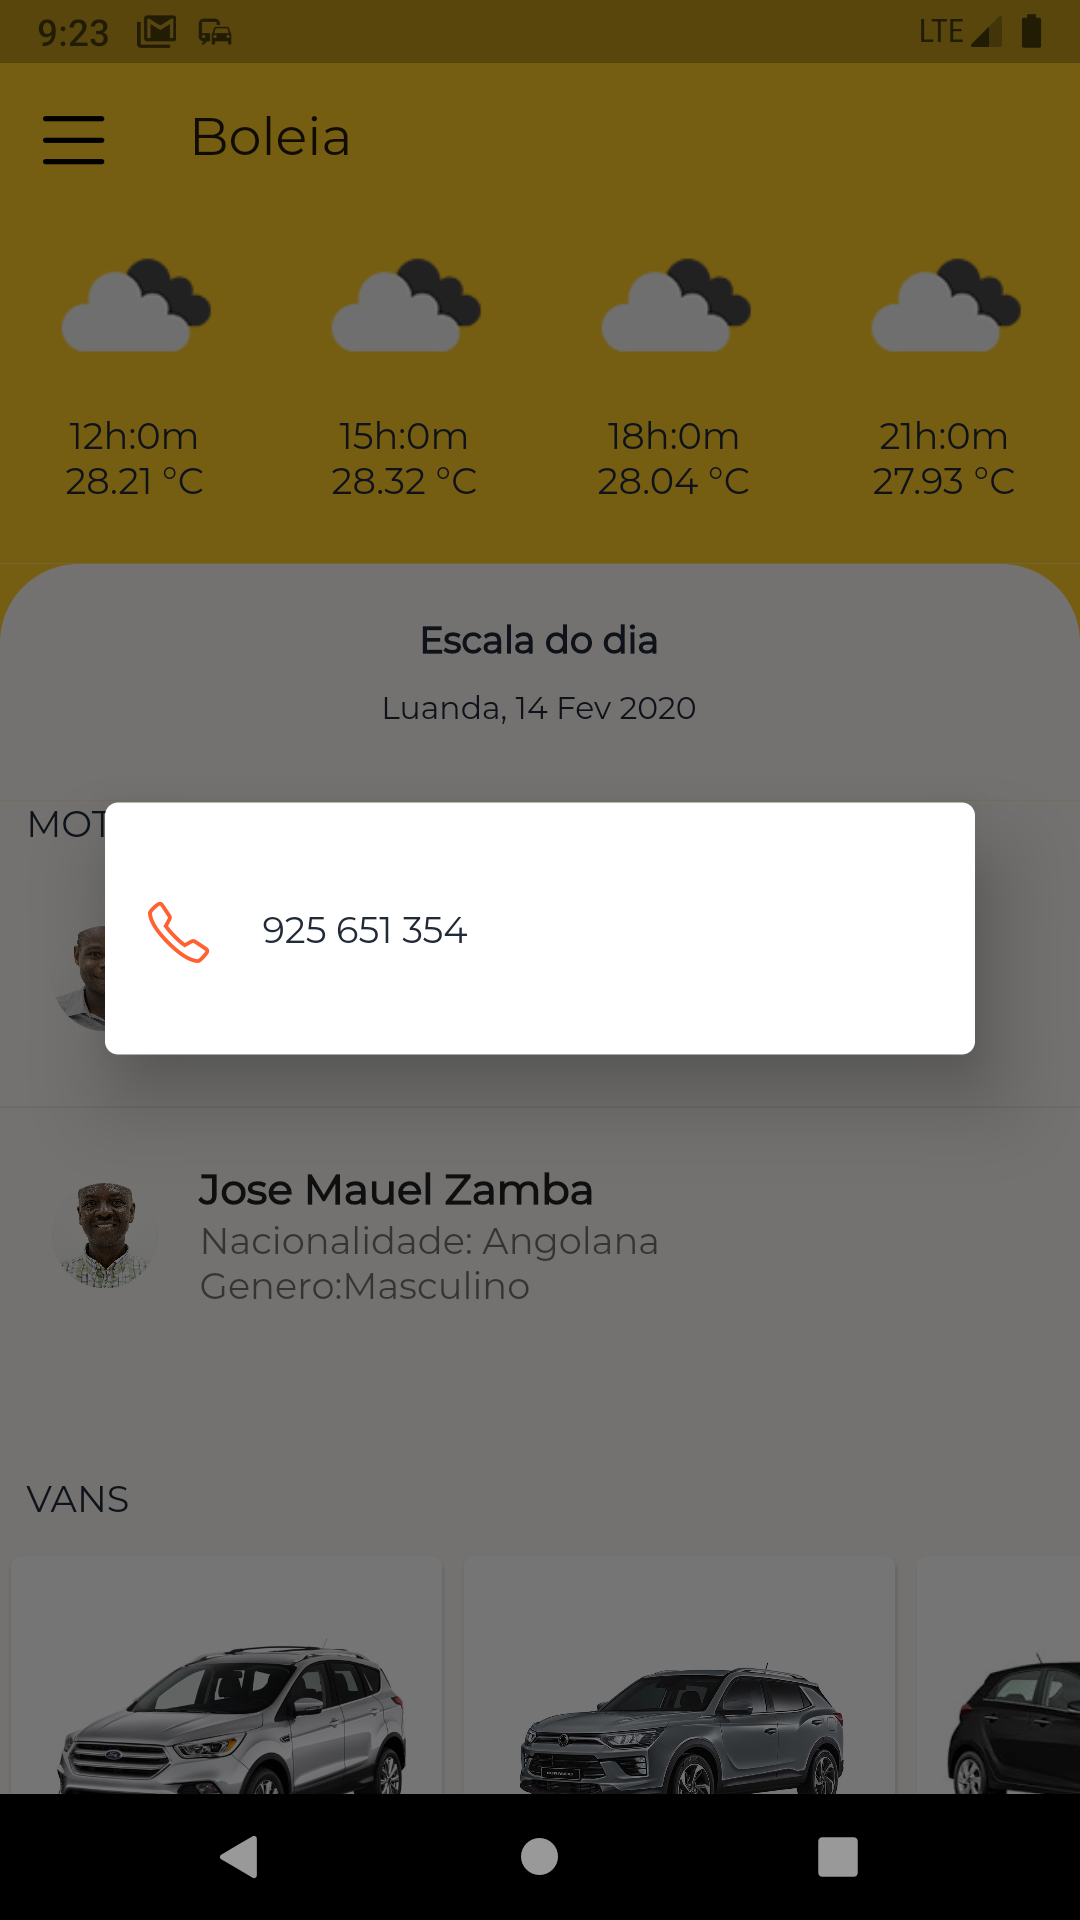 9:23
LTE
Boleia
12h:0m 15h:0m 18h:0m 21h:0m
28.21 °C 28.32 °C 28.04 °C 27.93 °C
Escala do dia
Luanda, 14 Fev 2020
MOT
925 651 354
Jose Mauel Zamba
Nacionalidade: Angolana
Genero:Masculino
VANS